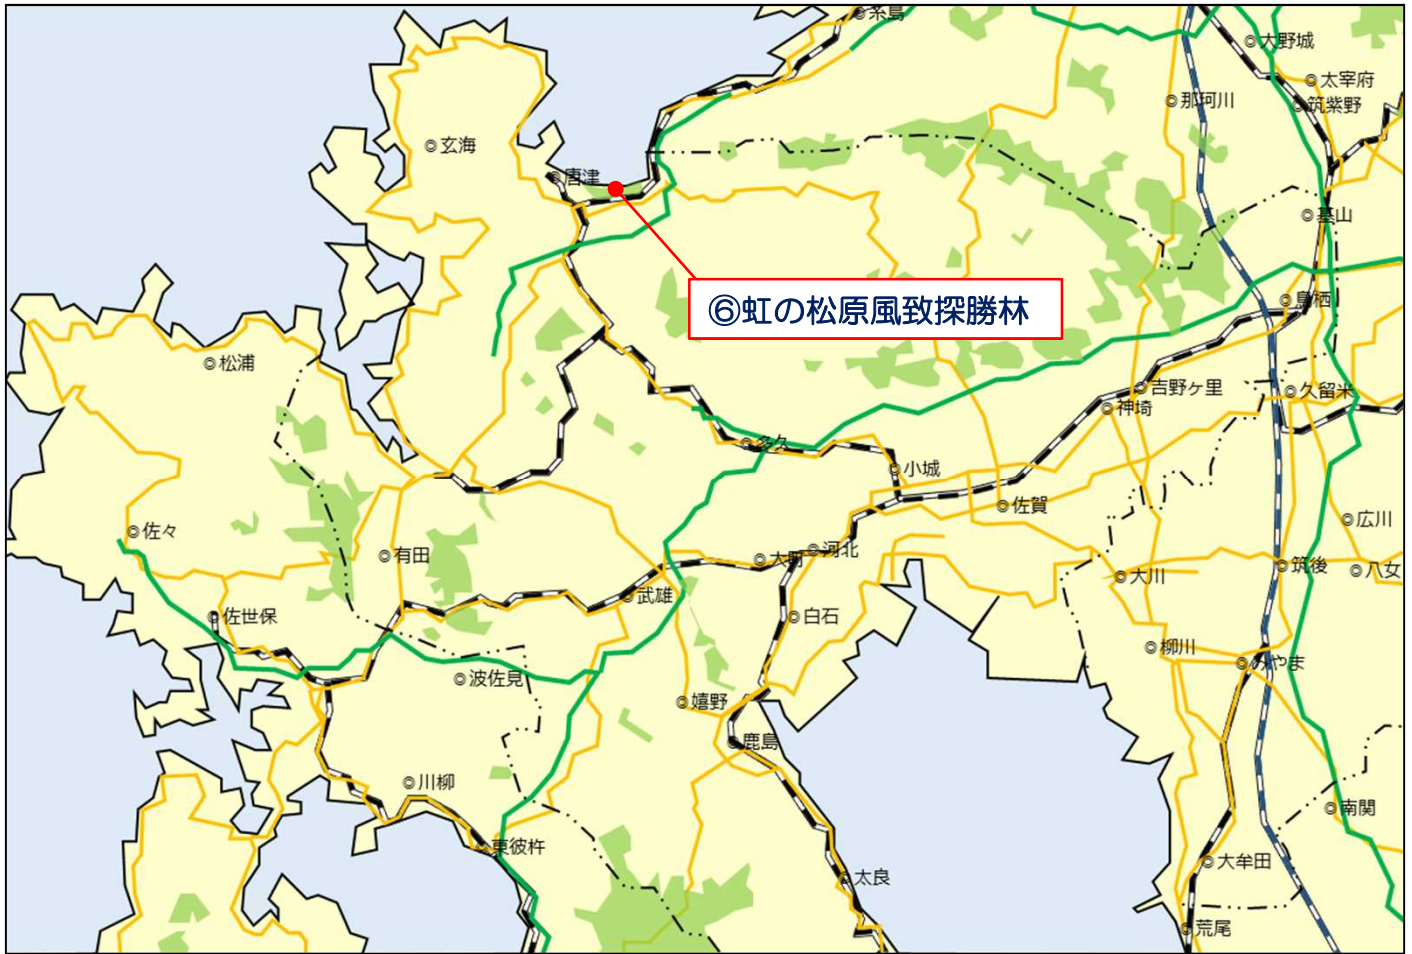 ◎糸島
◎大野城
◎太宰府
◎那珂川
◎筑紫野
◎玄海
◎唐津
◎基山
⑥虹の松原風致探勝林
◎鳥栖
◎松浦
◎吉野ヶ里
◎久留米
◎神埼
◎多久
◎小城
◎佐賀
◎広川
◎佐々
◎有田
◎大町
◎河北
◎筑後
◎八女
◎大川
◎武雄
◎佐世保
◎白石
◎柳川
◎みやま
◎波佐見
◎嬉野
◎鹿島
◎川柳
◎南関
◎東彼杵
◎大牟田
◎太良
◎荒尾